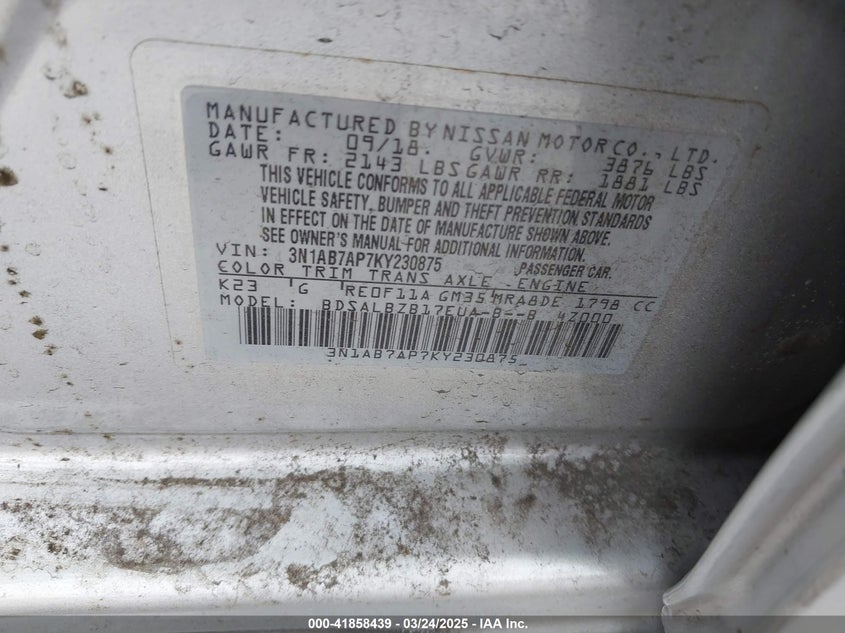 MANUFACTURED BY NISSAN MOTOR CO., LTD.
DATE: 09/18. GVWR: 3876 LBS
GAWR FR: 2143 LBS GAWR RR: 1881 LBS
THIS VEHICLE CONFORMS TO ALL APPLICABLE FEDERAL MOTOR
VEHICLE SAFETY, BUMPER AND THEFT PREVENTION STANDARDS
IN EFFECT ON THE DATE OF MANUFACTURE SHOWN ABOVE.
SEE OWNER'S MANUAL FOR ADDITIONAL INFORMATION.
VIN: 3N1AB7AP7KY230875 PASSENGER CAR.
COLOR TRIM TRANS AXLE ENGINE
K23 G RE0F11A GM35 MRA8DE 1798 CC
MODEL: BDSALBZB17EUA-B--B 4Z000
3N1AB7AP7KY230875
000-41858439 - 03/24/2025 - IAA Inc.